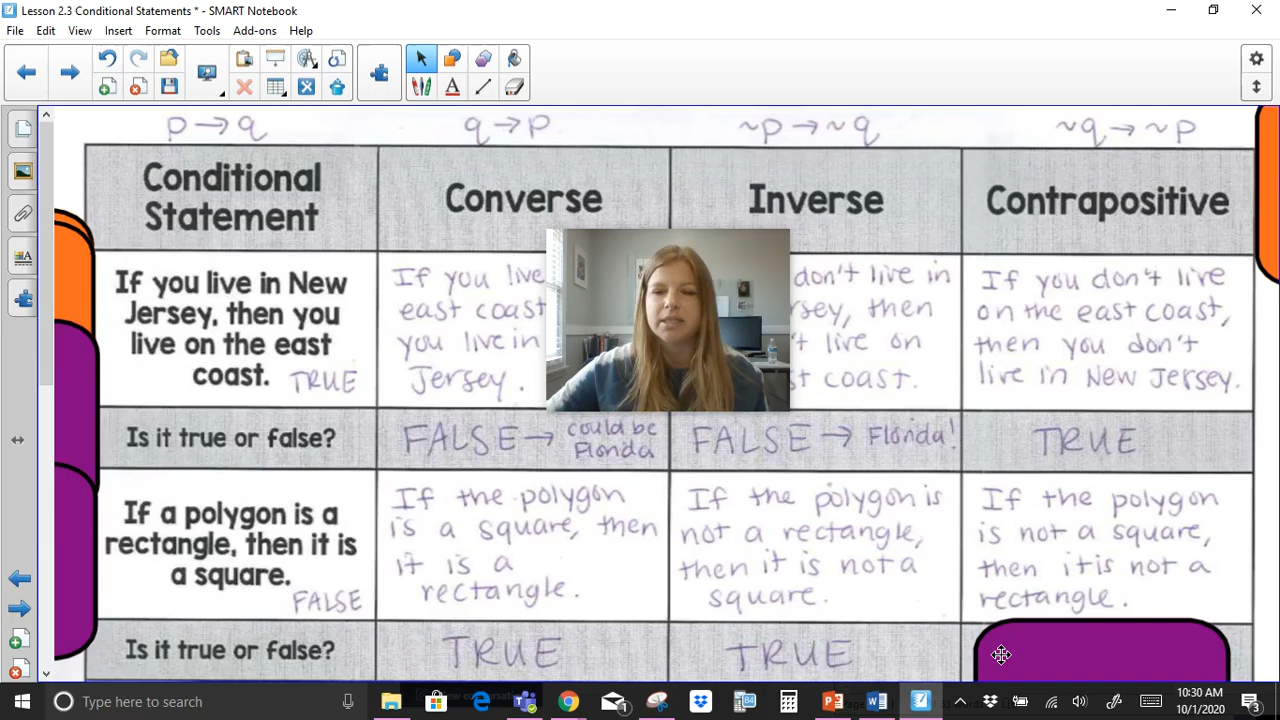 Lesson 2.3 Conditional Statements * - SMART Notebook
File Edit View Insert Format Tools Add-ons Help
p → q
q → p
~p → ~q
~q → ~p
Conditional
Statement
Converse
Inverse
Contrapositive
If you live in New
Jersey, then you
live on the east
coast. TRUE
If you live
east coast
you live in
Jersey.
don't live in
then
live on
coast.
If you don't live
on the east coast,
then you don't
live in New Jersey.
Is it true or false?
FALSE → could be
Florida
FALSE → Florida!
TRUE
If a polygon is a
rectangle, then it is
a square.
FALSE
If the polygon
is a square, then
it is a
rectangle.
If the polygon is
not a rectangle,
then it is not a
square.
If the polygon
is not a square,
then it is not a
rectangle.
Is it true or false?
TRUE
TRUE
Type here to search
10:30 AM
10/1/2020